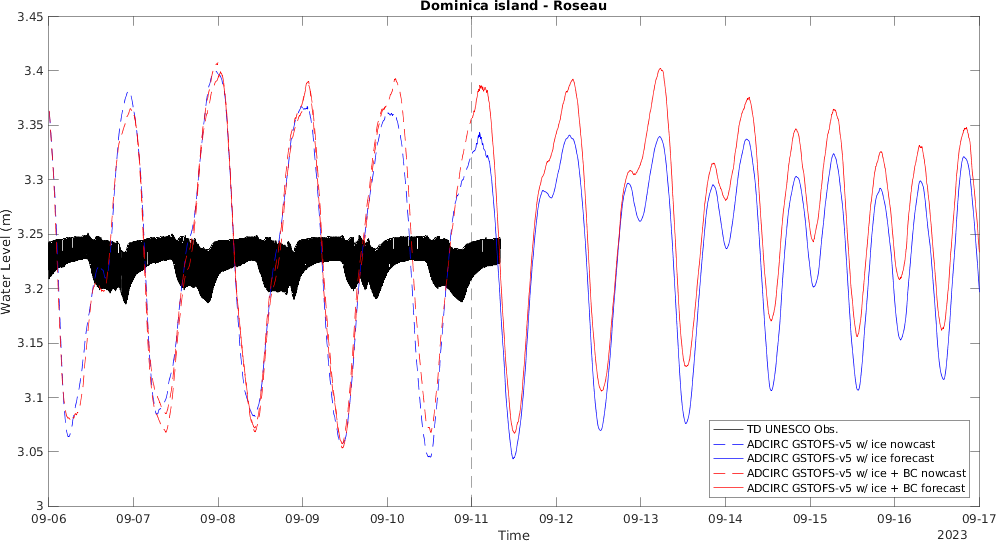 Dominica island - Roseau
3.45
3.4
3.35
3.3
3.25
3.2
3.15
3.1
3.05
3
Water Level (m)
09-06 09-07 09-08 09-09 09-10 09-11 09-12 09-13 09-14 09-15 09-16 09-17
Time
2023
TD UNESCO Obs.
ADCIRC GSTOFS-v5 w/ ice nowcast
ADCIRC GSTOFS-v5 w/ ice forecast
ADCIRC GSTOFS-v5 w/ ice + BC nowcast
ADCIRC GSTOFS-v5 w/ ice + BC forecast